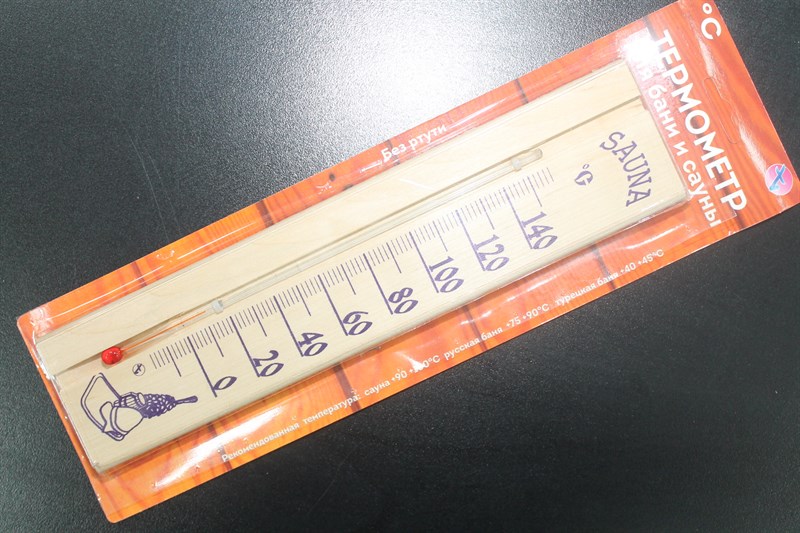 °C
ТЕРМОМЕТР
для бани и сауны
Без ртути
SAUNA
°C
0 20 40 60 80 100 120 140
Рекомендованная температура: сауна +90 +110°C русская баня +75 +90°C турецкая баня +40 +45°C